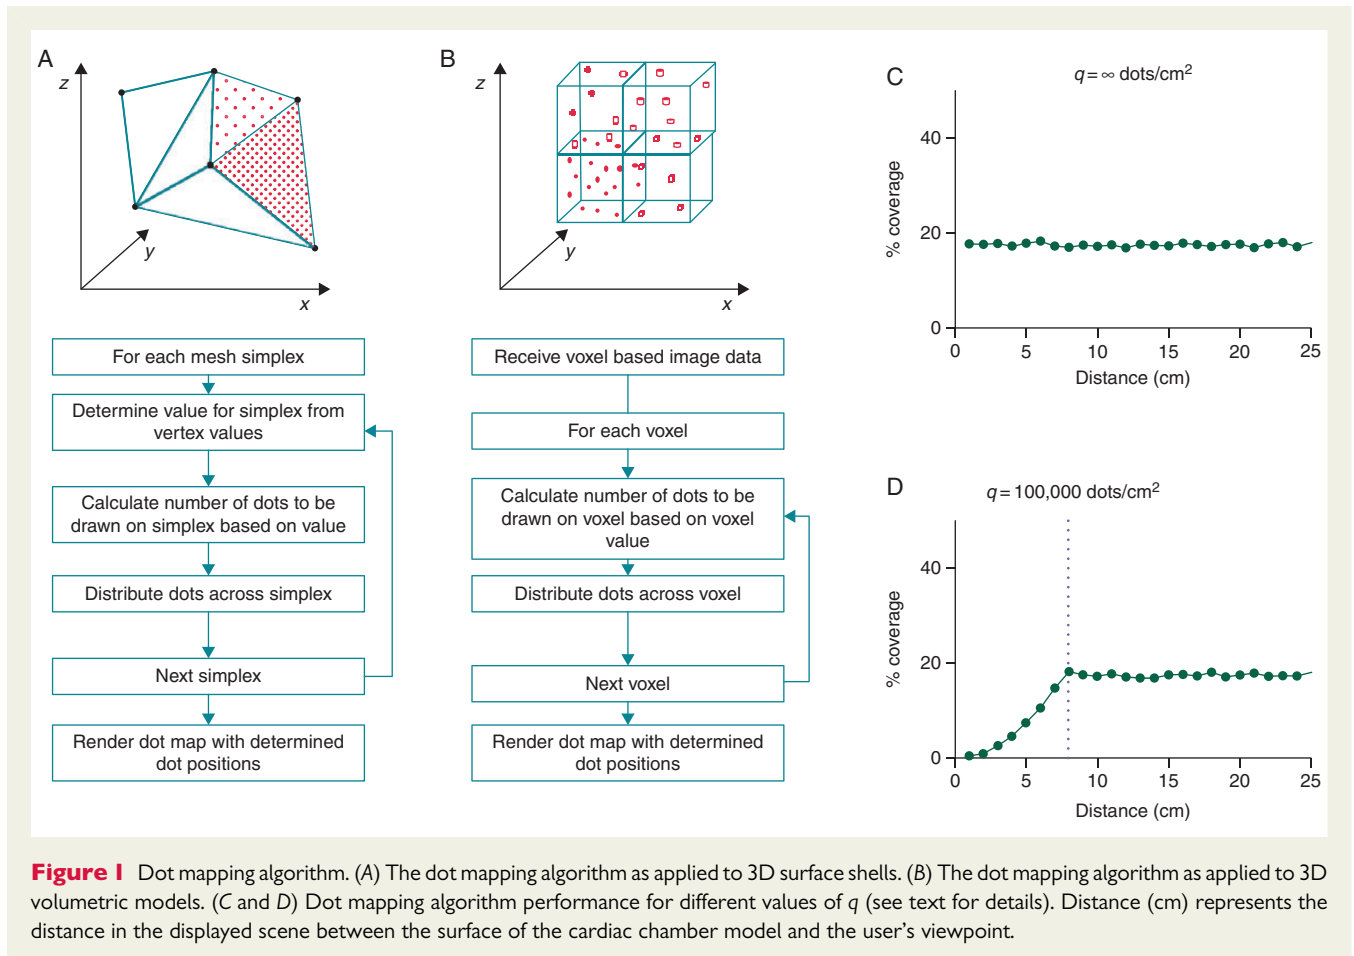 A
z
y
x
For each mesh simplex
Determine value for simplex from
vertex values
Calculate number of dots to be
drawn on simplex based on value
Distribute dots across simplex
Next simplex
Render dot map with determined
dot positions
B
z
y
x
Receive voxel based image data
For each voxel
Calculate number of dots to be
drawn on voxel based on voxel
value
Distribute dots across voxel
Next voxel
Render dot map with determined
dot positions
C
q = ∞ dots/cm²
% coverage
40
20
0
0 5 10 15 20 25
Distance (cm)
D
q = 100,000 dots/cm²
% coverage
40
20
0
0 5 10 15 20 25
Distance (cm)
Figure 1 Dot mapping algorithm. (A) The dot mapping algorithm as applied to 3D surface shells. (B) The dot mapping algorithm as applied to 3D
volumetric models. (C and D) Dot mapping algorithm performance for different values of q (see text for details). Distance (cm) represents the
distance in the displayed scene between the surface of the cardiac chamber model and the user's viewpoint.